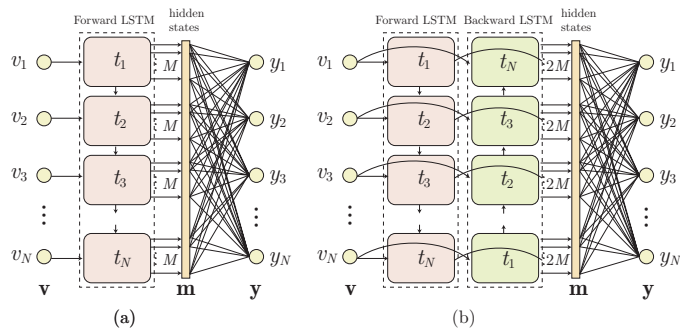 Forward LSTM
hidden
states
v1 t1 M y1
v2 t2 M y2
v3 t3 M y3
⋮ ⋮
vN tN M yN
v m y
(a)
Forward LSTM Backward LSTM
hidden
states
v1 t1 tN 2M y1
v2 t2 t3 2M y2
v3 t3 t2 2M y3
⋮ ⋮
vN tN t1 2M yN
v m y
(b)